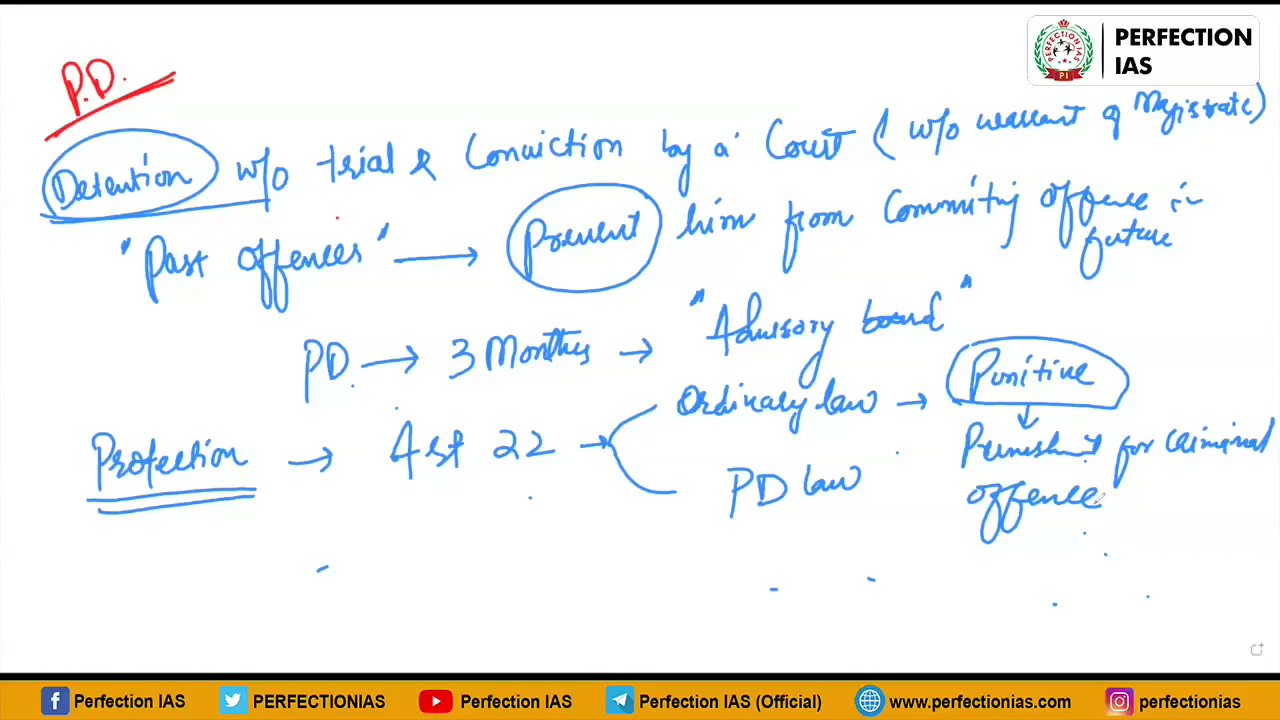 PERFECTION
IAS
P.D.
Detention w/o trial & Conviction by a Court ( w/o warrant of Magistrate)
"Past offences" → Prevent him from Commiting offence in
future
PD. → 3 Months → "Advisory board"
Protection → Art 22 → Ordinary law → Punitive
PD law
Punishment for criminal
offence
Perfection IAS
PERFECTIONIAS
Perfection IAS
Perfection IAS (Official)
www.perfectionias.com
perfectionias